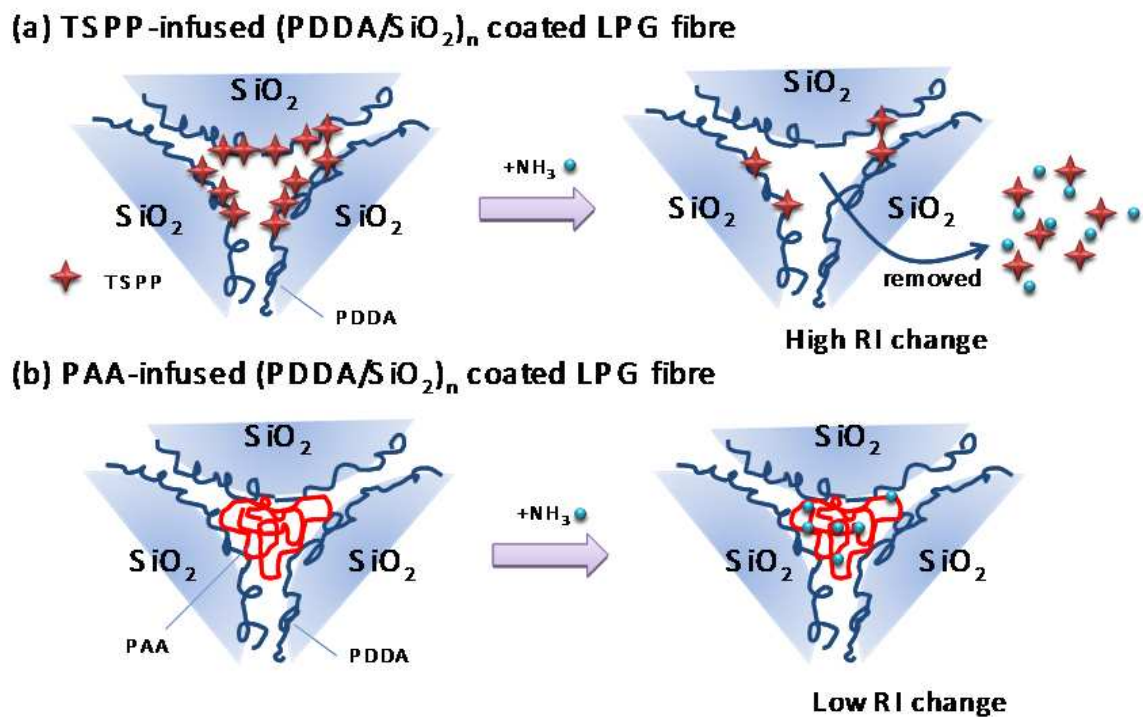 (a) TSPP-infused (PDDA/SiO₂)ₙ coated LPG fibre
SiO₂
SiO₂
SiO₂
TSPP
PDDA
+NH₃
SiO₂
SiO₂
SiO₂
removed
High RI change
(b) PAA-infused (PDDA/SiO₂)ₙ coated LPG fibre
SiO₂
SiO₂
SiO₂
PAA
PDDA
+NH₃
SiO₂
SiO₂
SiO₂
Low RI change